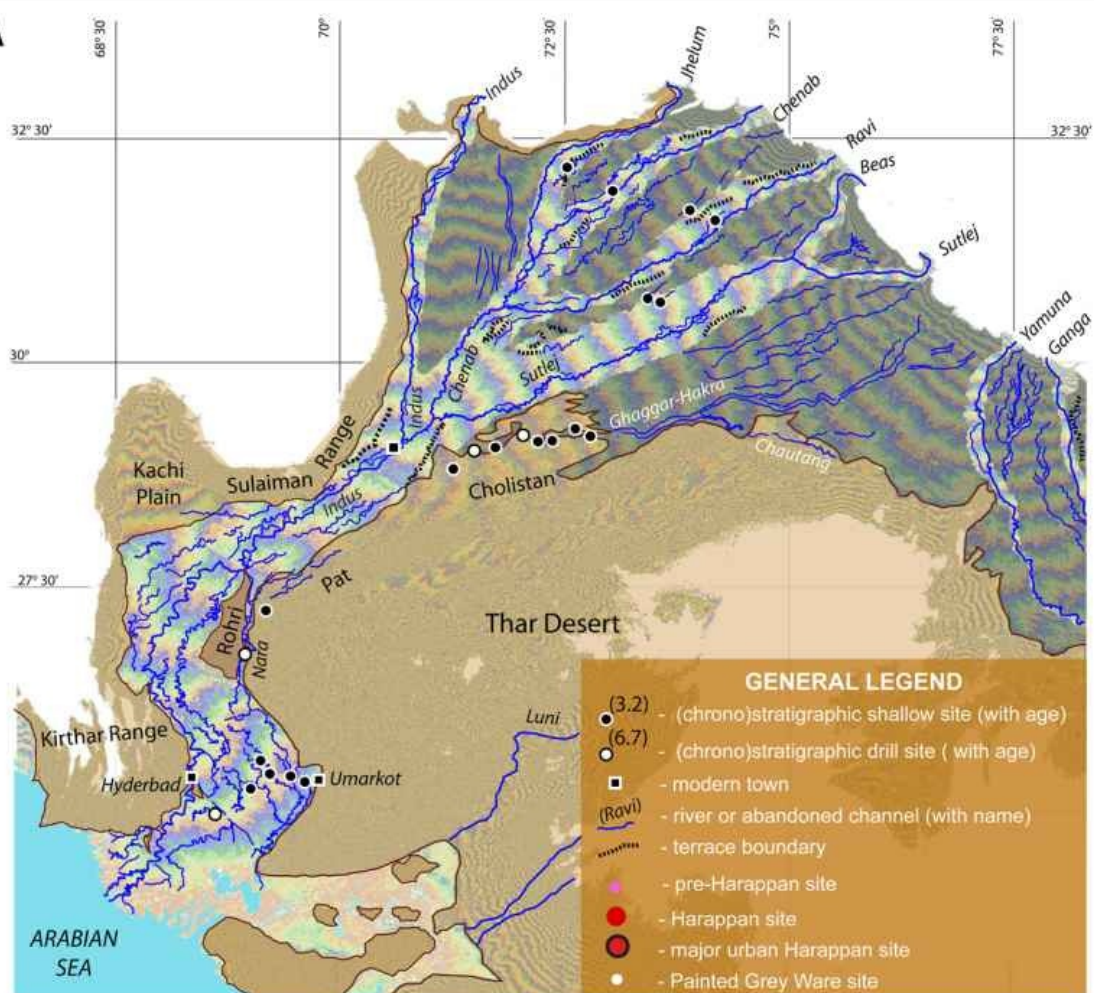 A
68° 30'
70°
72° 30'
75°
77° 30'
32° 30'
32° 30'
Indus
Jhelum
Chenab
Ravi
Beas
Sutlej
Yamuna
Ganga
30°
Indus
Chenab
Sutlej
Ghaggar-Hakra
Chautang
Kachi
Plain
Sulaiman
Range
Indus
Cholistan
27° 30'
Pat
Rohri
Nara
Thar Desert
Luni
Kirthar Range
Hyderbad
Umarkot
ARABIAN
SEA
GENERAL LEGEND
(3.2) - (chrono)stratigraphic shallow site (with age)
(6.7) - (chrono)stratigraphic drill site ( with age)
- modern town
(Ravi) - river or abandoned channel (with name)
- terrace boundary
- pre-Harappan site
- Harappan site
- major urban Harappan site
- Painted Grey Ware site